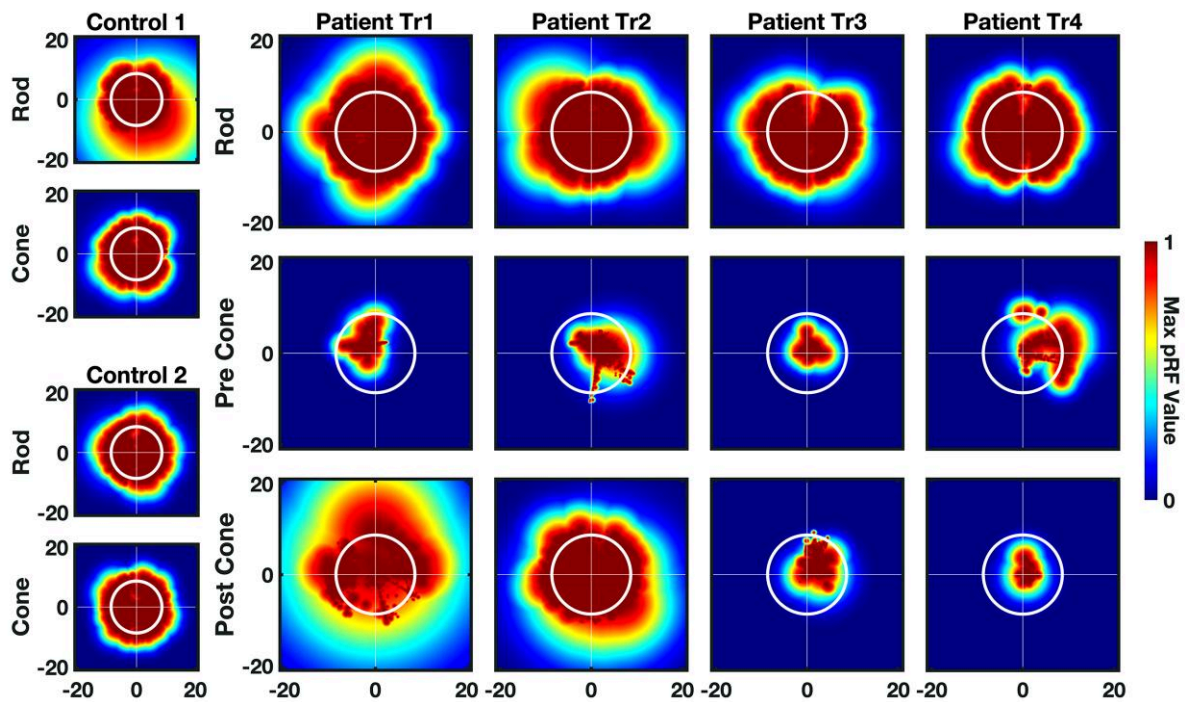 Control 1
Patient Tr1
Patient Tr2
Patient Tr3
Patient Tr4
20
0
-20
Rod
20
0
-20
Rod
20
0
-20
Cone
20
0
-20
Pre Cone
Control 2
20
0
-20
Rod
20
0
-20
Post Cone
20
0
-20
Cone
-20 0 20
-20 0 20
-20 0 20
-20 0 20
-20 0 20
1
Max pRF Value
0